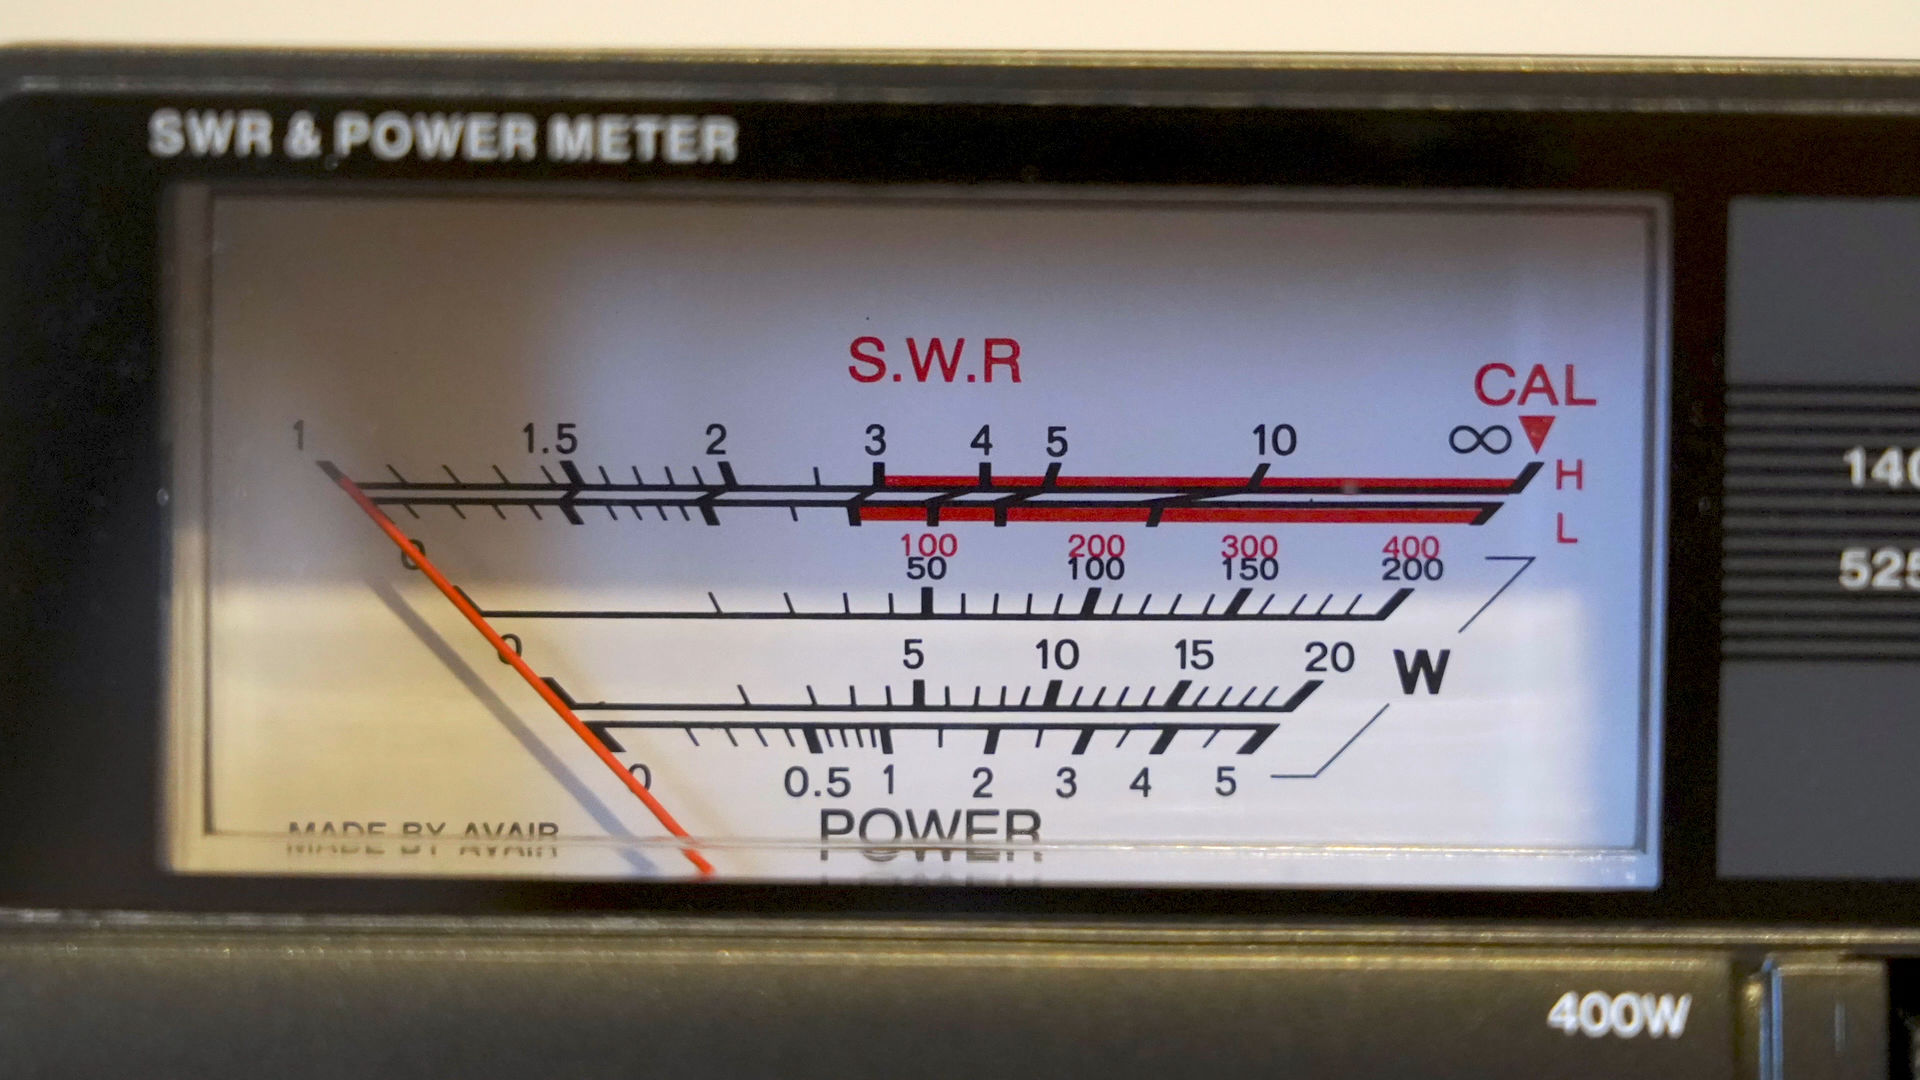 SWR & POWER METER
S.W.R
CAL
1 1.5 2 3 4 5 10 ∞
H
L
100 200 300 400
0 50 100 150 200
0 5 10 15 20
W
0 0.5 1 2 3 4 5
MADE BY AVAIR
POWER
400W